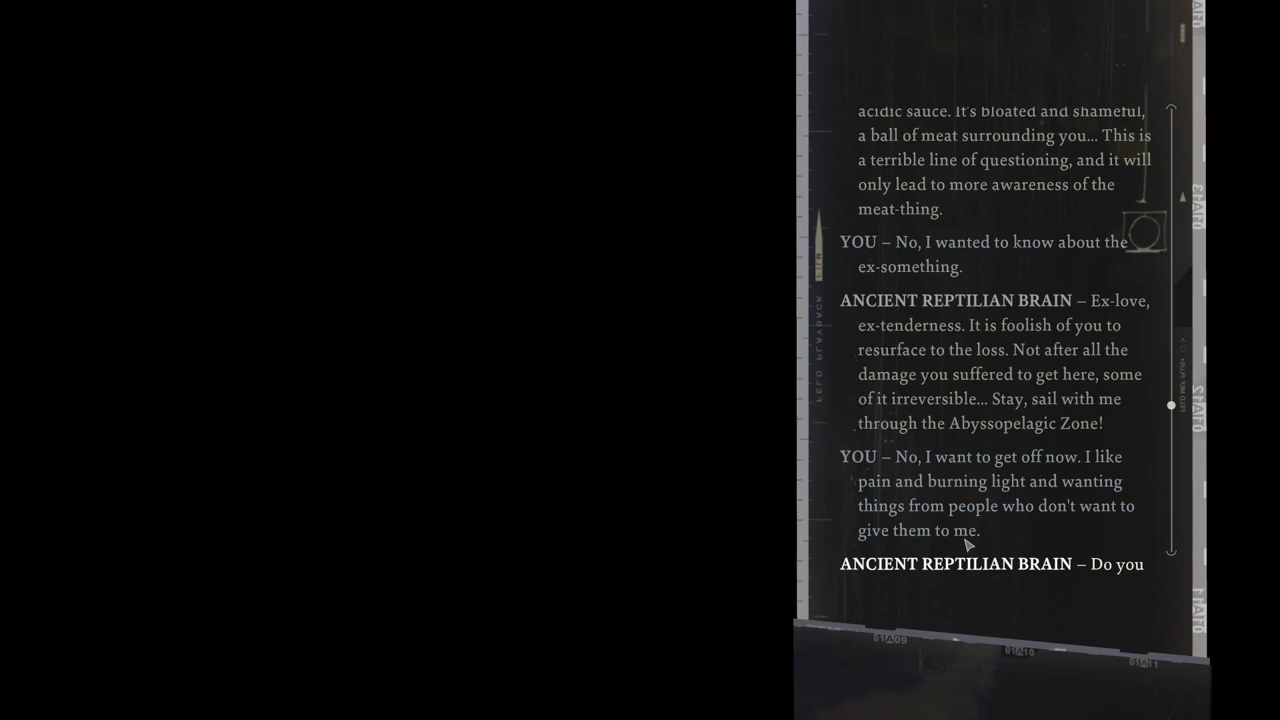 acidic sauce. It's bloated and shameful,
a ball of meat surrounding you... This is
a terrible line of questioning, and it will
only lead to more awareness of the
meat-thing.
YOU – No, I wanted to know about the
ex-something.
ANCIENT REPTILIAN BRAIN – Ex-love,
ex-tenderness. It is foolish of you to
resurface to the loss. Not after all the
damage you suffered to get here, some
of it irreversible... Stay, sail with me
through the Abyssopelagic Zone!
YOU – No, I want to get off now. I like
pain and burning light and wanting
things from people who don't want to
give them to me.
ANCIENT REPTILIAN BRAIN – Do you
01A09
01A10
01A11